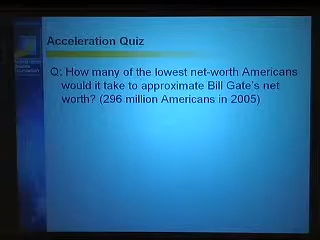 Acceleration Quiz
Q: How many of the lowest net-worth Americans
would it take to approximate Bill Gate's net
worth? (296 million Americans in 2005)